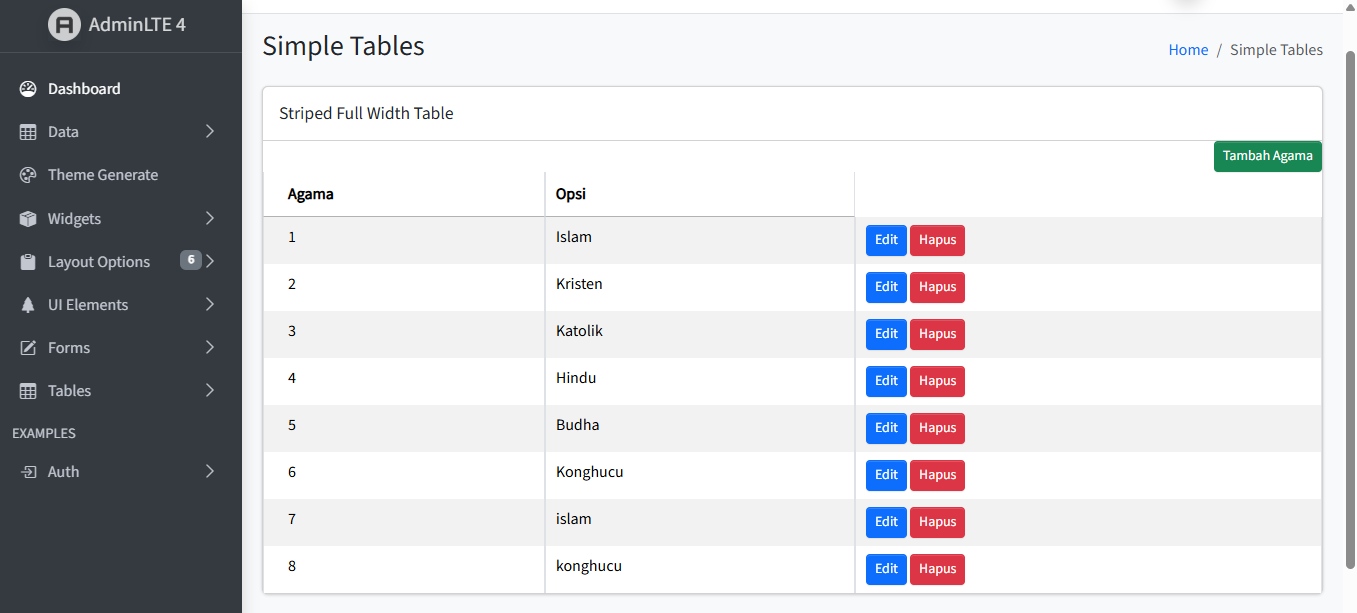 AdminLTE 4
Dashboard
Data
Theme Generate
Widgets
Layout Options 6
UI Elements
Forms
Tables
EXAMPLES
Auth
Simple Tables
Home / Simple Tables
Striped Full Width Table
Tambah Agama
Agama Opsi
1 Islam Edit Hapus
2 Kristen Edit Hapus
3 Katolik Edit Hapus
4 Hindu Edit Hapus
5 Budha Edit Hapus
6 Konghucu Edit Hapus
7 islam Edit Hapus
8 konghucu Edit Hapus